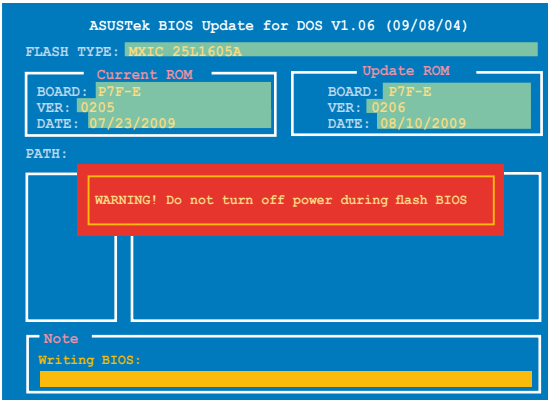 ASUSTek BIOS Update for DOS V1.06 (09/08/04)
FLASH TYPE: MXIC 25L1605A
Current ROM
BOARD: P7F-E
VER: 0205
DATE: 07/23/2009
Update ROM
BOARD: P7F-E
VER: 0206
DATE: 08/10/2009
PATH:
WARNING! Do not turn off power during flash BIOS
Note
Writing BIOS: